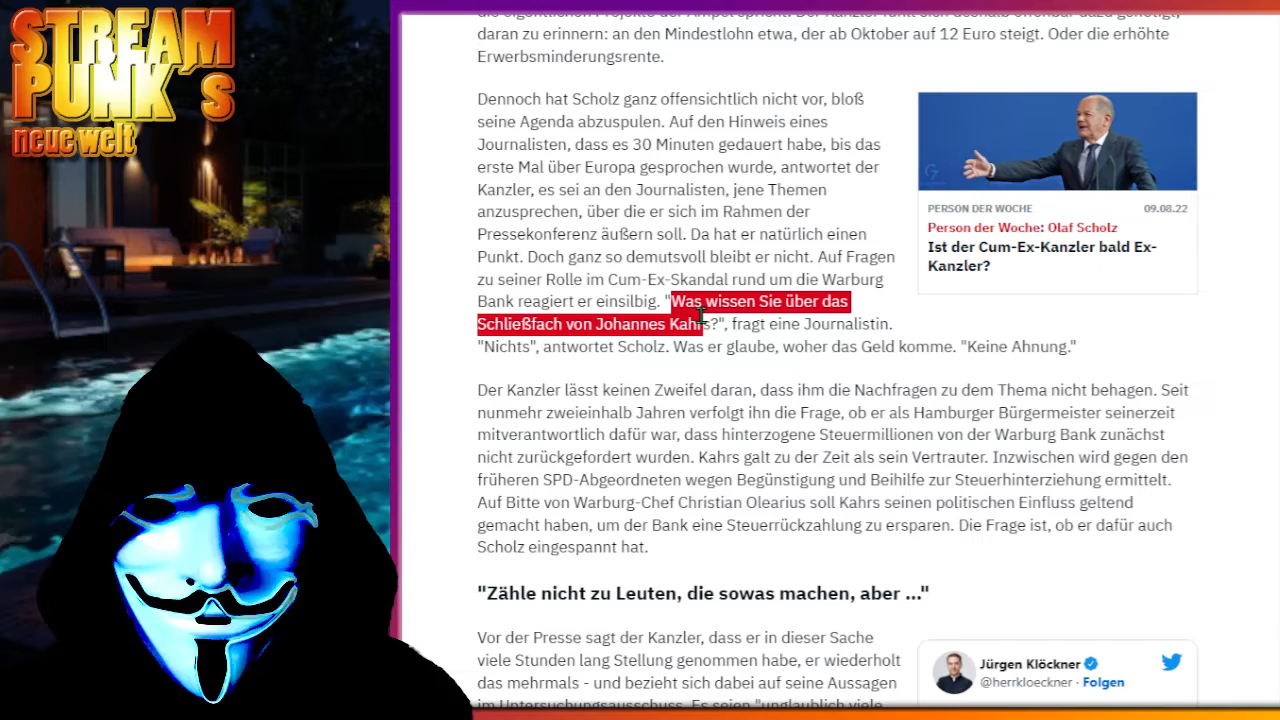 STREAM
PUNK´s
neue welt
die eigentlichen Projekte der Ampel spricht. Der Kanzler fühlt sich deshalb offenbar dazu genötigt,
daran zu erinnern: an den Mindestlohn etwa, der ab Oktober auf 12 Euro steigt. Oder die erhöhte
Erwerbsminderungsrente.
Dennoch hat Scholz ganz offensichtlich nicht vor, bloß
seine Agenda abzuspulen. Auf den Hinweis eines
Journalisten, dass es 30 Minuten gedauert habe, bis das
erste Mal über Europa gesprochen wurde, antwortet der
Kanzler, es sei an den Journalisten, jene Themen
anzusprechen, über die er sich im Rahmen der
Pressekonferenz äußern soll. Da hat er natürlich einen
Punkt. Doch ganz so demutsvoll bleibt er nicht. Auf Fragen
zu seiner Rolle im Cum-Ex-Skandal rund um die Warburg
Bank reagiert er einsilbig. "Was wissen Sie über das
Schließfach von Johannes Kahrs?", fragt eine Journalistin.
"Nichts", antwortet Scholz. Was er glaube, woher das Geld komme. "Keine Ahnung."
PERSON DER WOCHE 09.08.22
Person der Woche: Olaf Scholz
Ist der Cum-Ex-Kanzler bald Ex-
Kanzler?
Der Kanzler lässt keinen Zweifel daran, dass ihm die Nachfragen zu dem Thema nicht behagen. Seit
nunmehr zweieinhalb Jahren verfolgt ihn die Frage, ob er als Hamburger Bürgermeister seinerzeit
mitverantwortlich dafür war, dass hinterzogene Steuermillionen von der Warburg Bank zunächst
nicht zurückgefordert wurden. Kahrs galt zu der Zeit als sein Vertrauter. Inzwischen wird gegen den
früheren SPD-Abgeordneten wegen Begünstigung und Beihilfe zur Steuerhinterziehung ermittelt.
Auf Bitte von Warburg-Chef Christian Olearius soll Kahrs seinen politischen Einfluss geltend
gemacht haben, um der Bank eine Steuerrückzahlung zu ersparen. Die Frage ist, ob er dafür auch
Scholz eingespannt hat.
"Zähle nicht zu Leuten, die sowas machen, aber ..."
Vor der Presse sagt der Kanzler, dass er in dieser Sache
viele Stunden lang Stellung genommen habe, er wiederholt
das mehrmals - und bezieht sich dabei auf seine Aussagen
im Untersuchungsausschuss. Es seien "unglaublich viele
Jürgen Klöckner
@herrkloeckner · Folgen